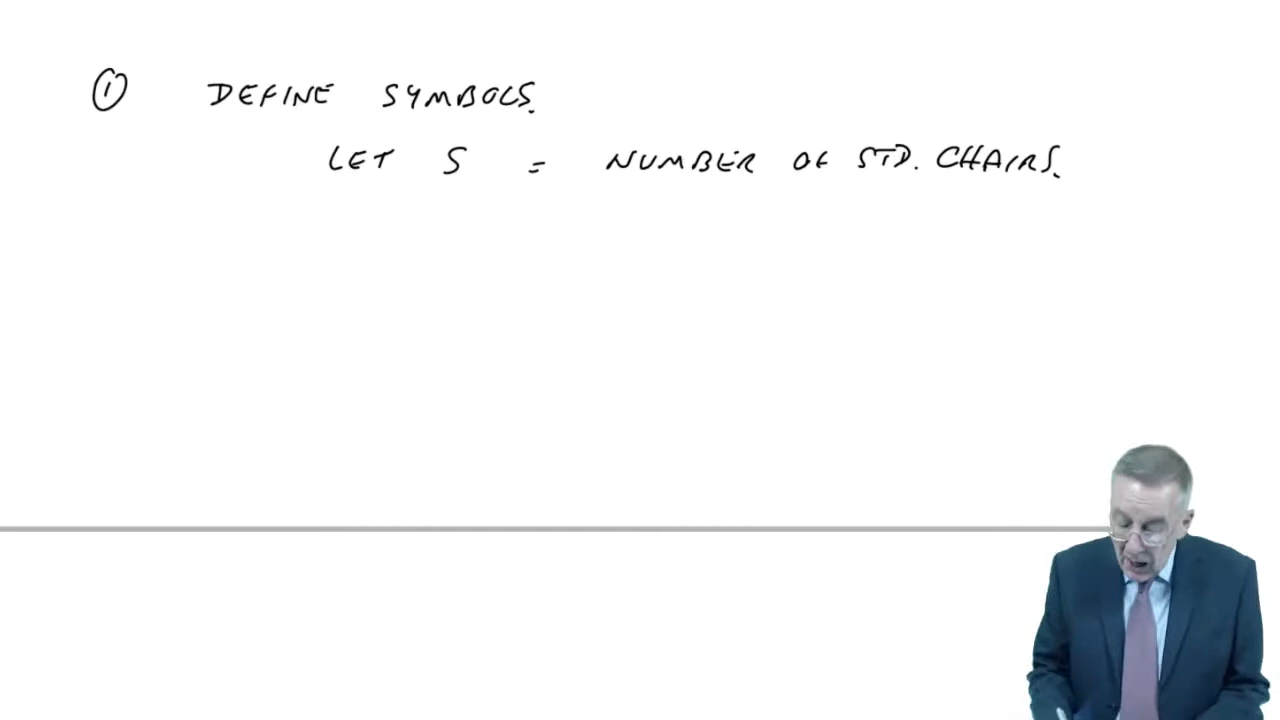 ① DEFINE SYMBOLS.
LET S = NUMBER OF STD. CHAIRS.